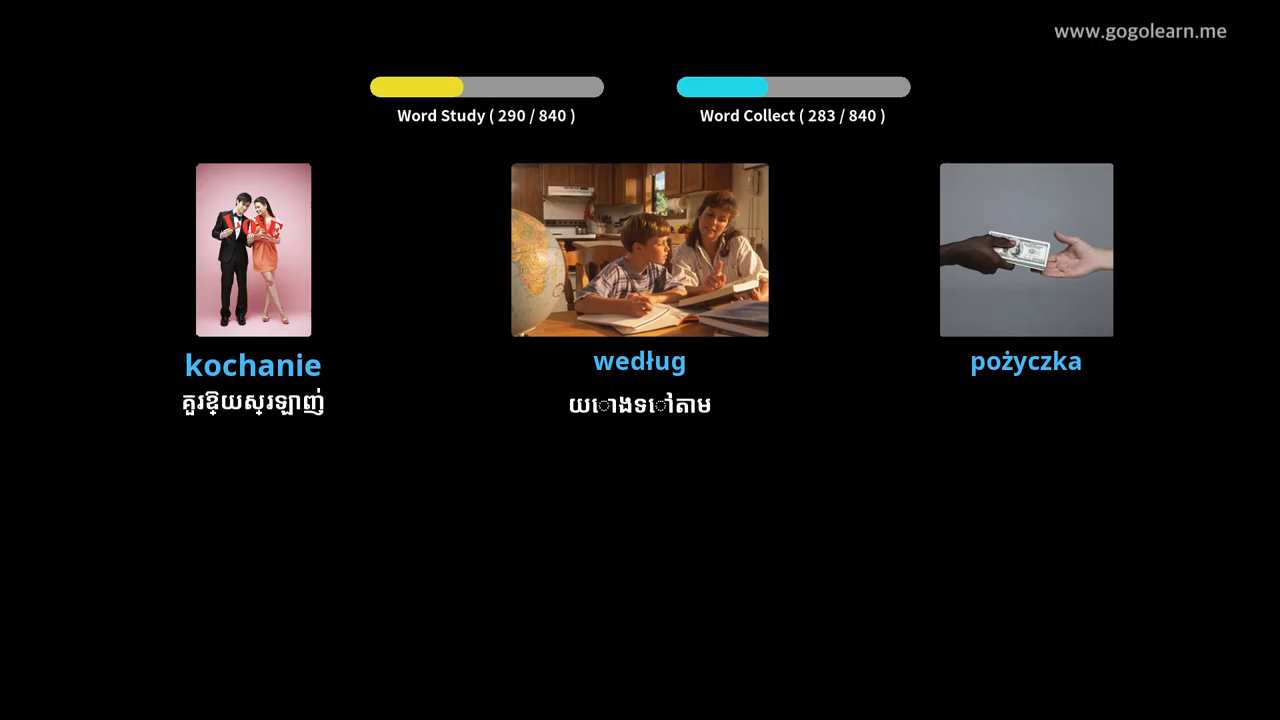 www.gogolearn.me
Word Study ( 290 / 840 )
Word Collect ( 283 / 840 )
LOVE
kochanie
według
pożyczka
គួរឱ្យស្រឡាញ់
យោងទៅតាម